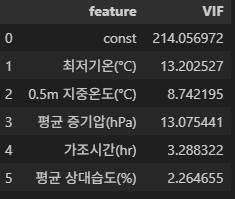 feature VIF
0 const 214.056972
1 최저기온(°C) 13.202527
2 0.5m 지중온도(°C) 8.742195
3 평균 증기압(hPa) 13.075441
4 가조시간(hr) 3.288322
5 평균 상대습도(%) 2.264655